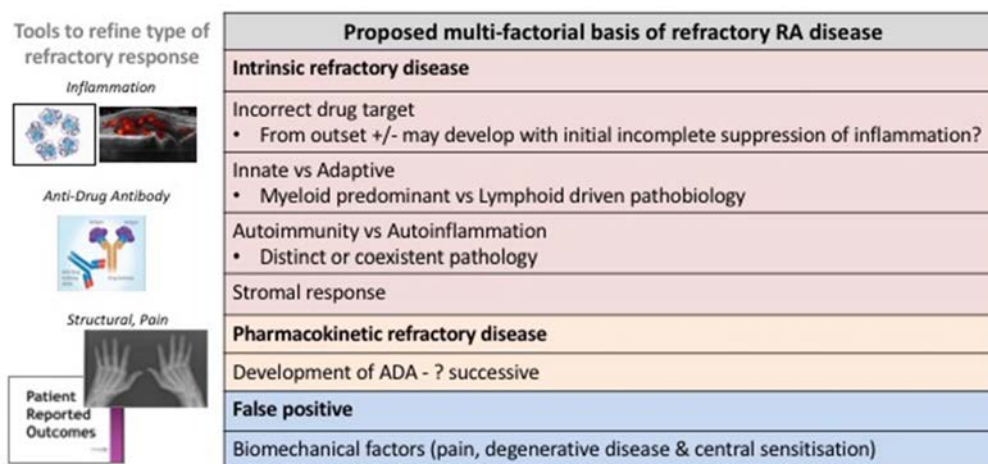 Tools to refine type of
refractory response
Inflammation
Anti-Drug Antibody
Structural, Pain
Patient
Reported
Outcomes
Proposed multi-factorial basis of refractory RA disease
Intrinsic refractory disease
Incorrect drug target
• From outset +/- may develop with initial incomplete suppression of inflammation?
Innate vs Adaptive
• Myeloid predominant vs Lymphoid driven pathobiology
Autoimmunity vs Autoinflammation
• Distinct or coexistent pathology
Stromal response
Pharmacokinetic refractory disease
Development of ADA - ? successive
False positive
Biomechanical factors (pain, degenerative disease & central sensitisation)